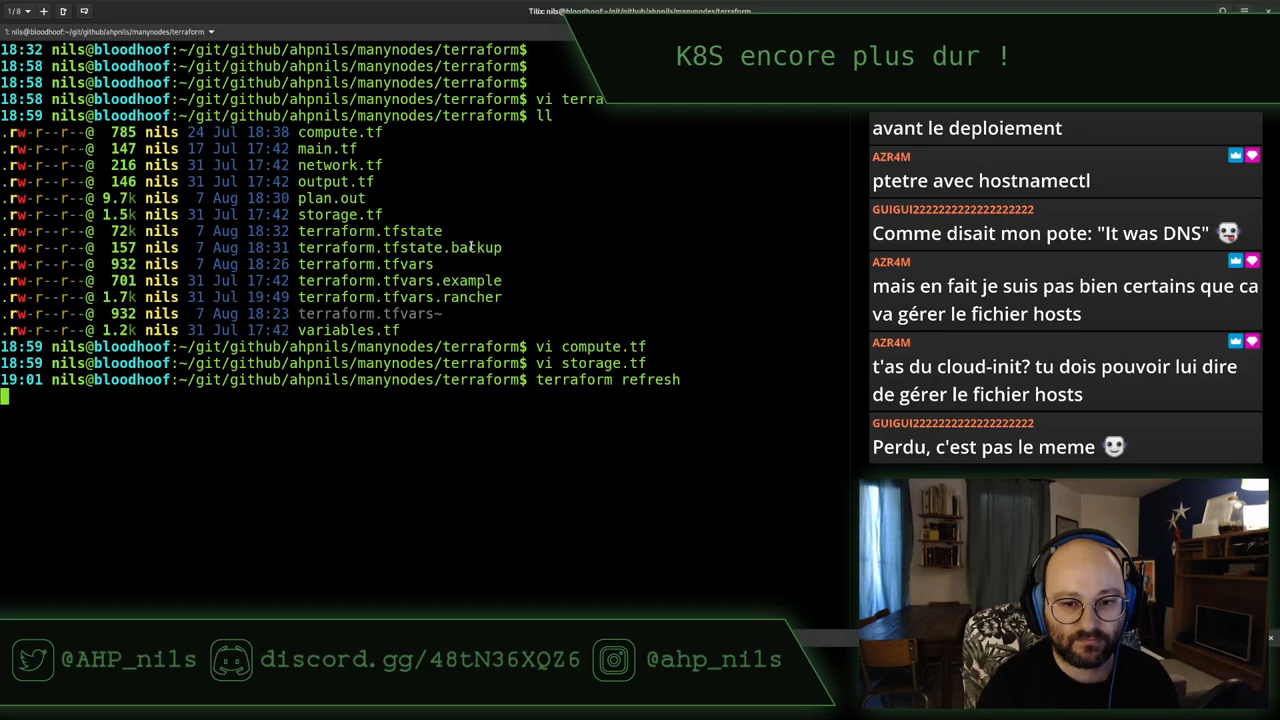 1/8
Tilix: nils@bloodhoof:~/git/github/ahpnils/manynodes/terraform
1: nils@bloodhoof:~/git/github/ahpnils/manynodes/terraform
18:32 nils@bloodhoof:~/git/github/ahpnils/manynodes/terraform$
18:58 nils@bloodhoof:~/git/github/ahpnils/manynodes/terraform$
18:58 nils@bloodhoof:~/git/github/ahpnils/manynodes/terraform$
18:58 nils@bloodhoof:~/git/github/ahpnils/manynodes/terraform$ vi terra
18:59 nils@bloodhoof:~/git/github/ahpnils/manynodes/terraform$ ll
.rw-r--r--@ 785 nils 24 Jul 18:38 compute.tf
.rw-r--r--@ 147 nils 17 Jul 17:42 main.tf
.rw-r--r--@ 216 nils 31 Jul 17:42 network.tf
.rw-r--r--@ 146 nils 31 Jul 17:42 output.tf
.rw-r--r--@ 9.7k nils 7 Aug 18:30 plan.out
.rw-r--r--@ 1.5k nils 31 Jul 17:42 storage.tf
.rw-r--r--@ 72k nils 7 Aug 18:32 terraform.tfstate
.rw-r--r--@ 157 nils 7 Aug 18:31 terraform.tfstate.backup
.rw-r--r--@ 932 nils 7 Aug 18:26 terraform.tfvars
.rw-r--r--@ 701 nils 31 Jul 17:42 terraform.tfvars.example
.rw-r--r--@ 1.7k nils 31 Jul 19:49 terraform.tfvars.rancher
.rw-r--r--@ 932 nils 7 Aug 18:23 terraform.tfvars~
.rw-r--r--@ 1.2k nils 31 Jul 17:42 variables.tf
18:59 nils@bloodhoof:~/git/github/ahpnils/manynodes/terraform$ vi compute.tf
18:59 nils@bloodhoof:~/git/github/ahpnils/manynodes/terraform$ vi storage.tf
19:01 nils@bloodhoof:~/git/github/ahpnils/manynodes/terraform$ terraform refresh
K8S encore plus dur !
avant le deploiement
AZR4M
ptetre avec hostnamectl
GUIGUI2222222222222222222
Comme disait mon pote: "It was DNS"
AZR4M
mais en fait je suis pas bien certains que ca
va gérer le fichier hosts
AZR4M
t'as du cloud-init? tu dois pouvoir lui dire
de gérer le fichier hosts
GUIGUI2222222222222222222
Perdu, c'est pas le meme
@AHP_nils
discord.gg/48tN36XQZ6
@ahp_nils